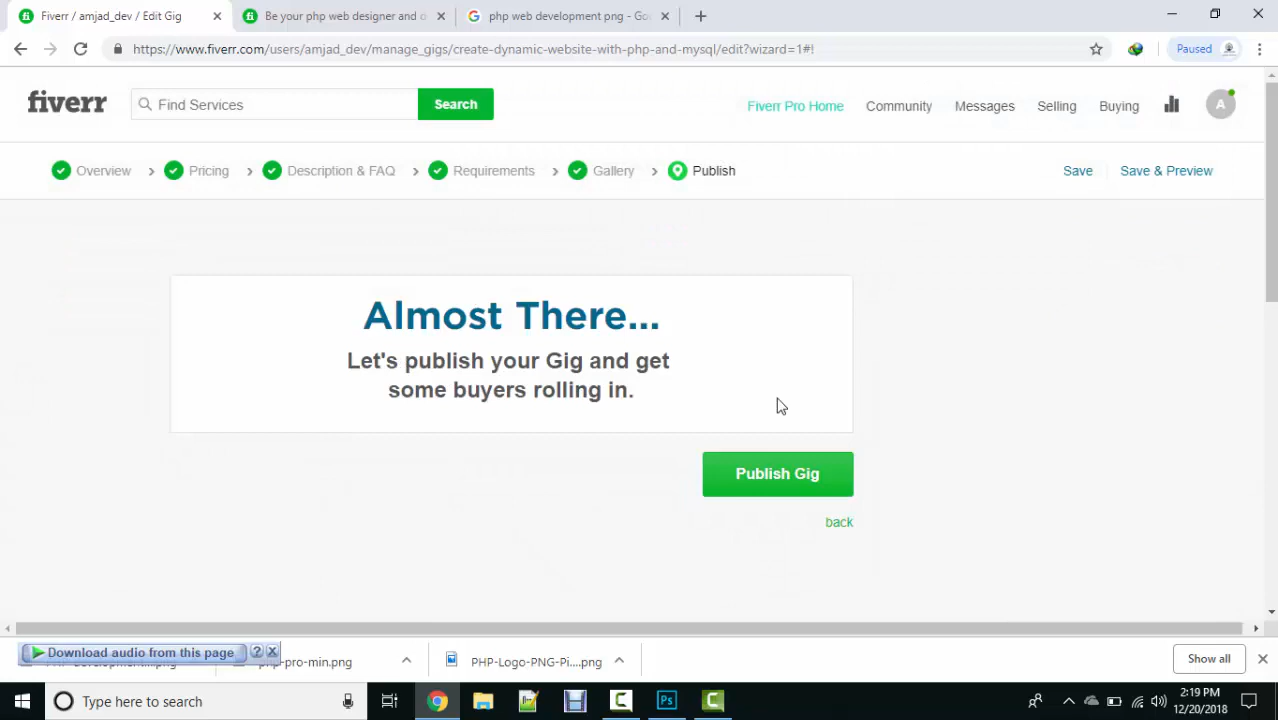 Fiverr / amjad_dev / Edit Gig
Be your php web designer and d
php web development png - Goo
https://www.fiverr.com/users/amjad_dev/manage_gigs/create-dynamic-website-with-php-and-mysql/edit?wizard=1#!
Paused
fiverr
Find Services
Search
Fiverr Pro Home
Community
Messages
Selling
Buying
A
Overview
Pricing
Description & FAQ
Requirements
Gallery
Publish
Save
Save & Preview
Almost There...
Let's publish your Gig and get
some buyers rolling in.
Publish Gig
back
Download audio from this page
php-pro-min.png
PHP-Logo-PNG-Pi....png
Show all
Type here to search
Ps
2:19 PM
12/20/2018